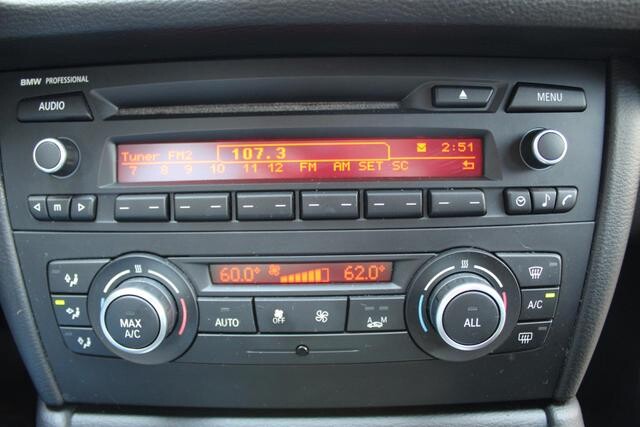 BMW PROFESSIONAL
AUDIO
MENU
Tuner FM2 107.3 2:51
7 8 9 10 11 12 FM AM SET SC
m
60.0° 62.0°
MAX A/C
AUTO
OFF
A M
ALL
A/C